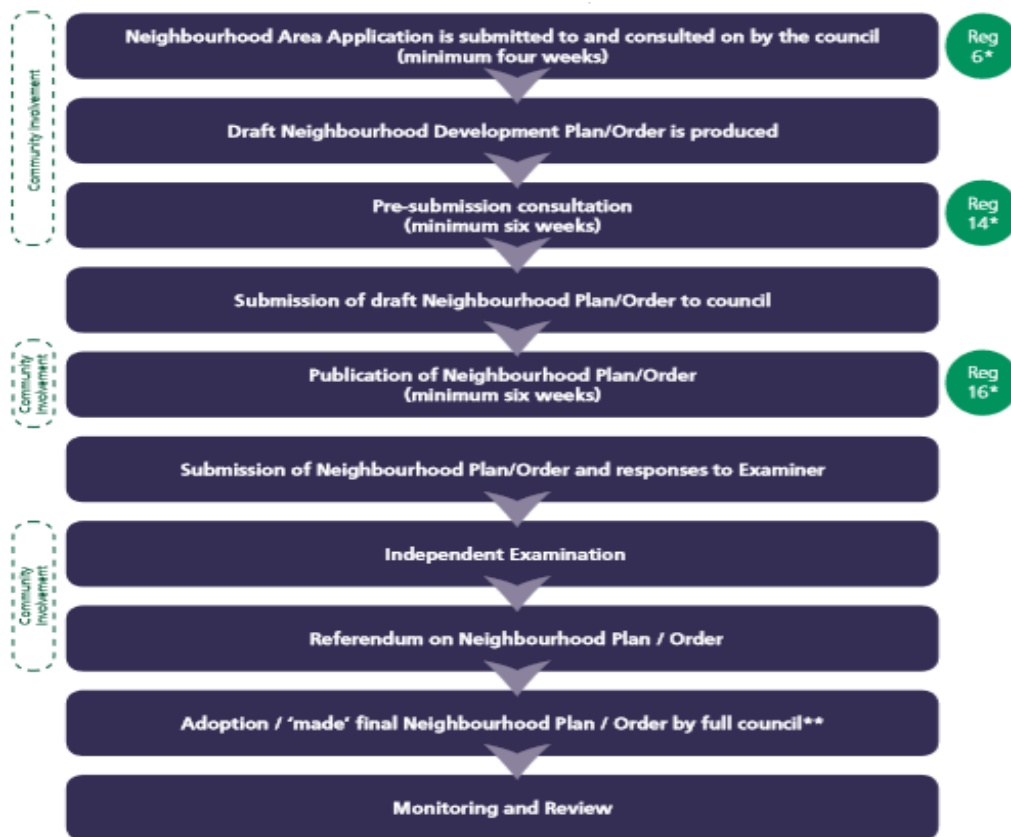 Neighbourhood Area Application is submitted to and consulted on by the council
(minimum four weeks)
Reg
6*
Community Involvement
Draft Neighbourhood Development Plan/Order is produced
Pre-submission consultation
(minimum six weeks)
Reg
14*
Submission of draft Neighbourhood Plan/Order to council
Community
Involvement
Publication of Neighbourhood Plan/Order
(minimum six weeks)
Reg
16*
Submission of Neighbourhood Plan/Order and responses to Examiner
Community
Involvement
Independent Examination
Referendum on Neighbourhood Plan / Order
Adoption / ‘made’ final Neighbourhood Plan / Order by full council**
Monitoring and Review